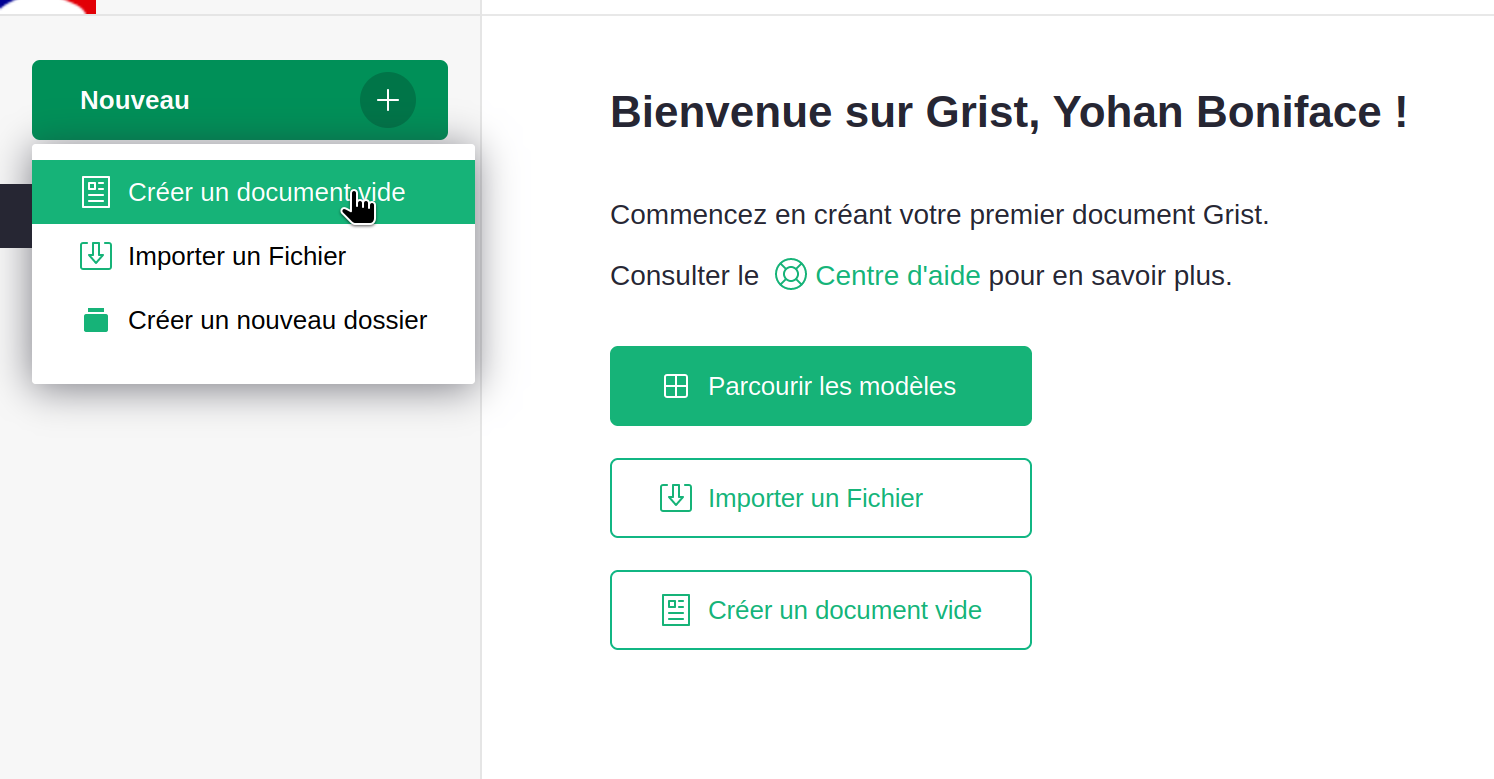 Nouveau
Créer un document vide
Importer un Fichier
Créer un nouveau dossier
Bienvenue sur Grist, Yohan Boniface !
Commencez en créant votre premier document Grist.
Consulter le Centre d'aide pour en savoir plus.
Parcourir les modèles
Importer un Fichier
Créer un document vide